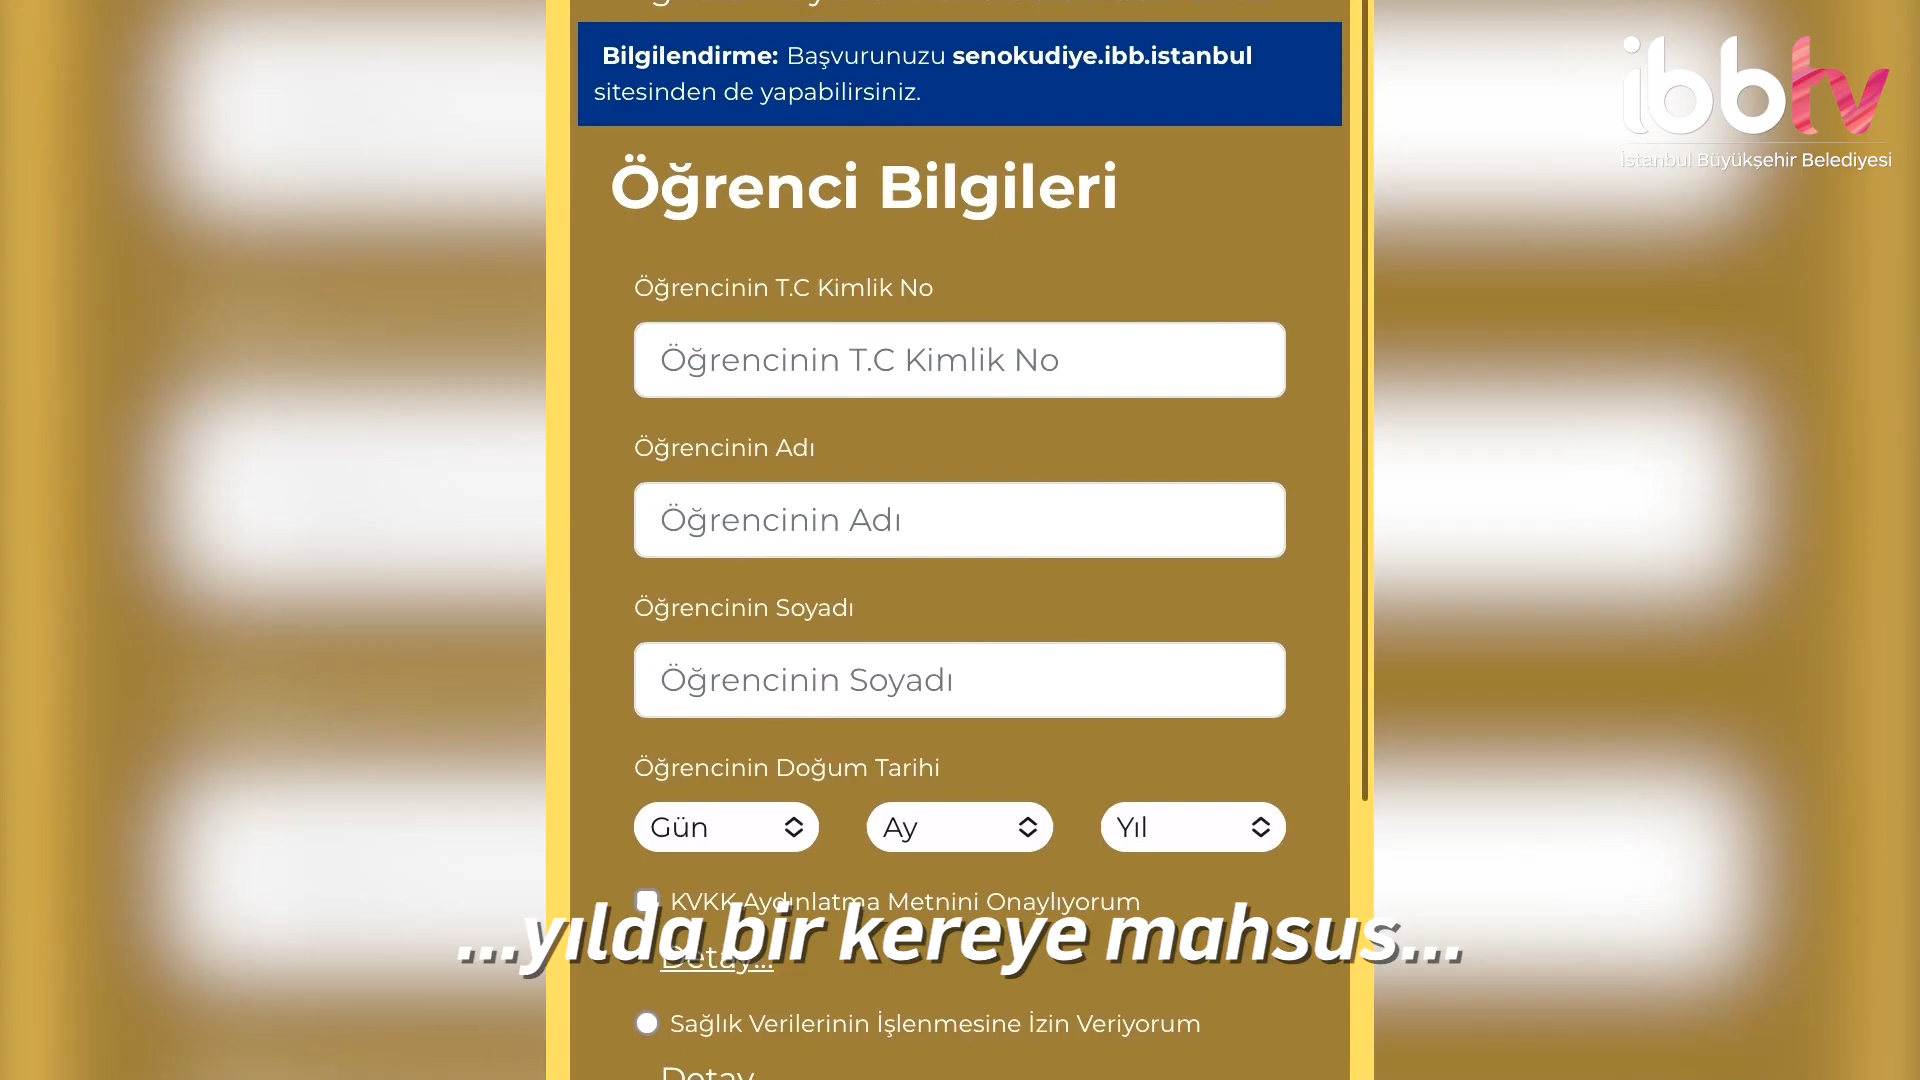 Bilgilendirme: Başvurunuzu senokudiye.ibb.istanbul
sitesinden de yapabilirsiniz.
ibbtv
İstanbul Büyükşehir Belediyesi
Öğrenci Bilgileri
Öğrencinin T.C Kimlik No
Öğrencinin T.C Kimlik No
Öğrencinin Adı
Öğrencinin Adı
Öğrencinin Soyadı
Öğrencinin Soyadı
Öğrencinin Doğum Tarihi
Gün Ay Yıl
KVKK Aydınlatma Metnini Onaylıyorum
...yılda bir kereye mahsus...
Detay...
Sağlık Verilerinin İşlenmesine İzin Veriyorum
Detay